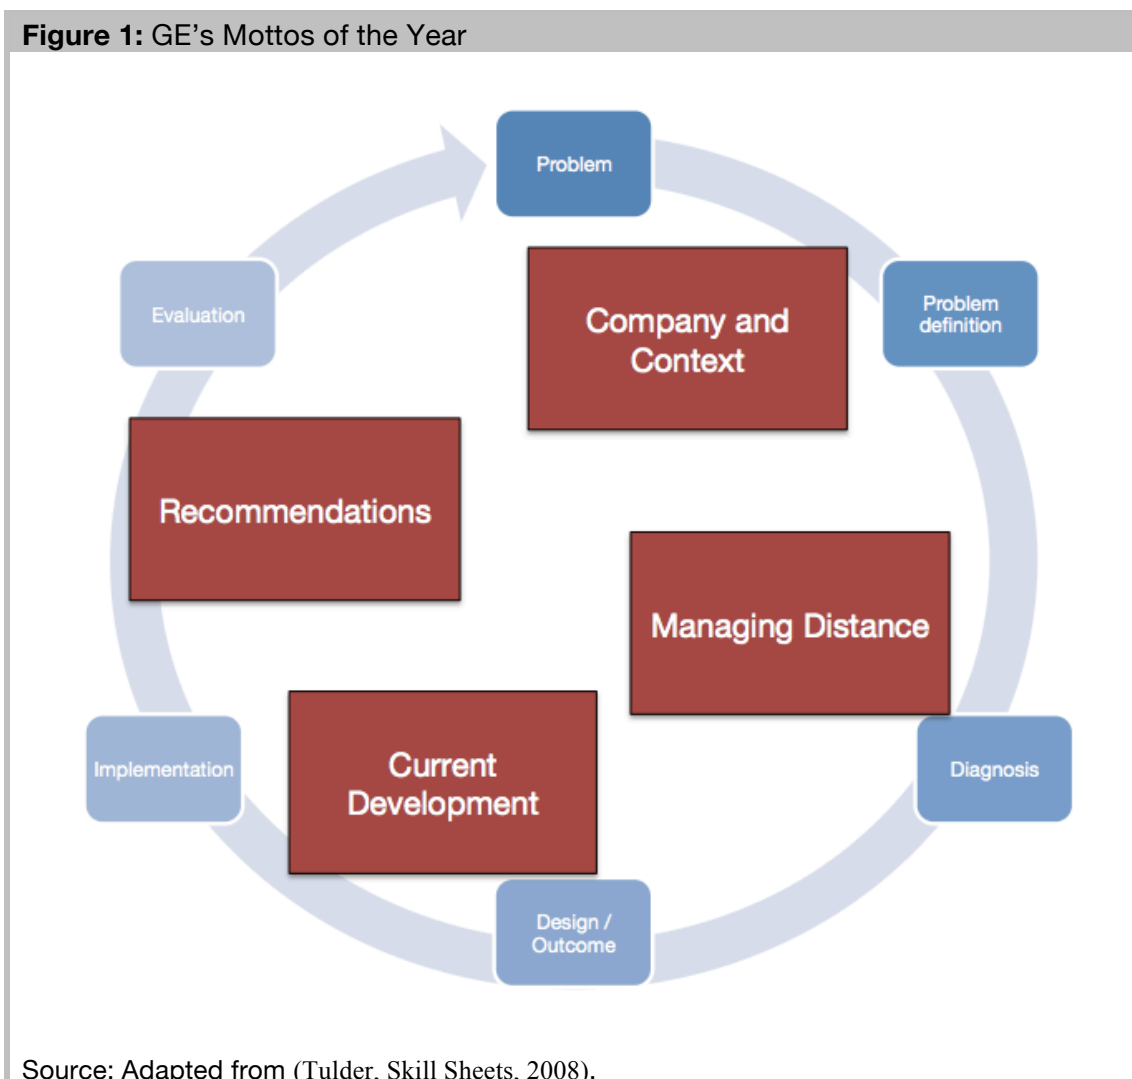 Figure 1: GE’s Mottos of the Year
Problem
Problem
definition
Company and
Context
Evaluation
Recommendations
Managing Distance
Diagnosis
Implementation
Current
Development
Design /
Outcome
Source: Adapted from (Tulder, Skill Sheets, 2008).